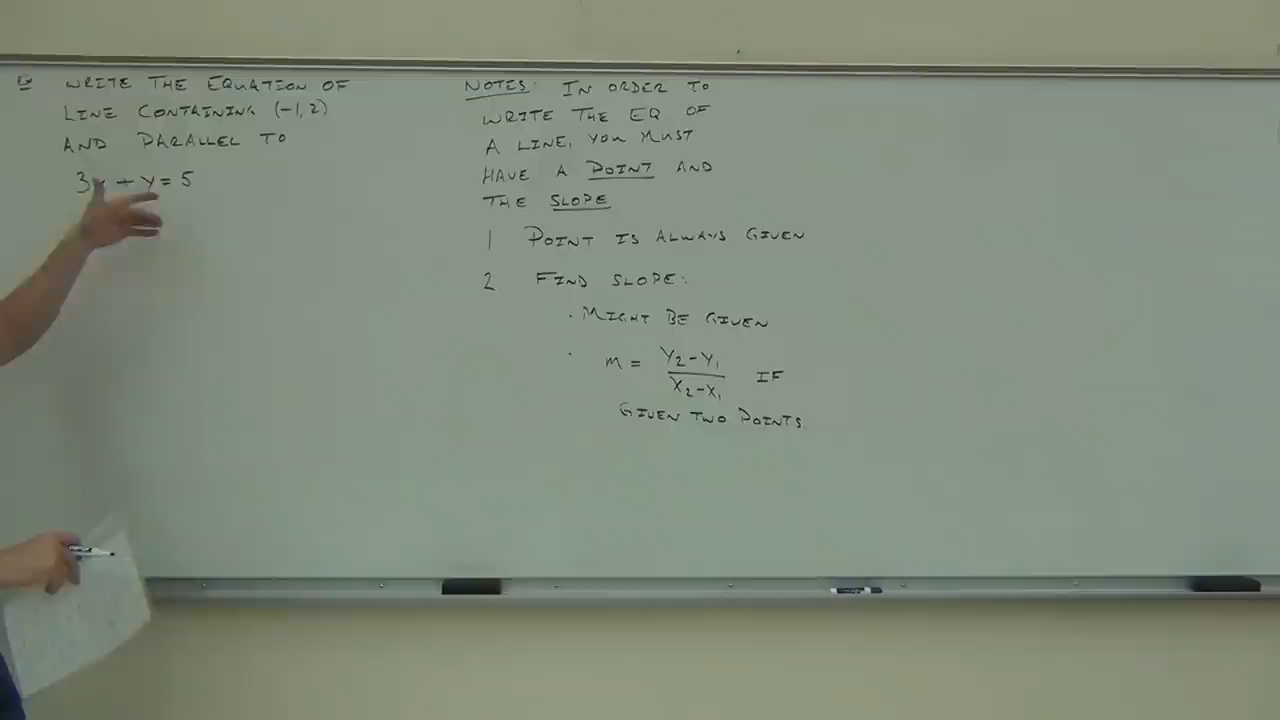 Ex WRITE THE EQUATION OF
LINE CONTAINING (-1,2)
AND PARALLEL TO
3 + y = 5
NOTES: IN ORDER TO
WRITE THE EQ OF
A LINE, YOU MUST
HAVE A POINT AND
THE SLOPE
1 POINT IS ALWAYS GIVEN
2 FIND SLOPE:
· MIGHT BE GIVEN
· m = (y₂-y₁)/(x₂-x₁) IF
GIVEN TWO POINTS.